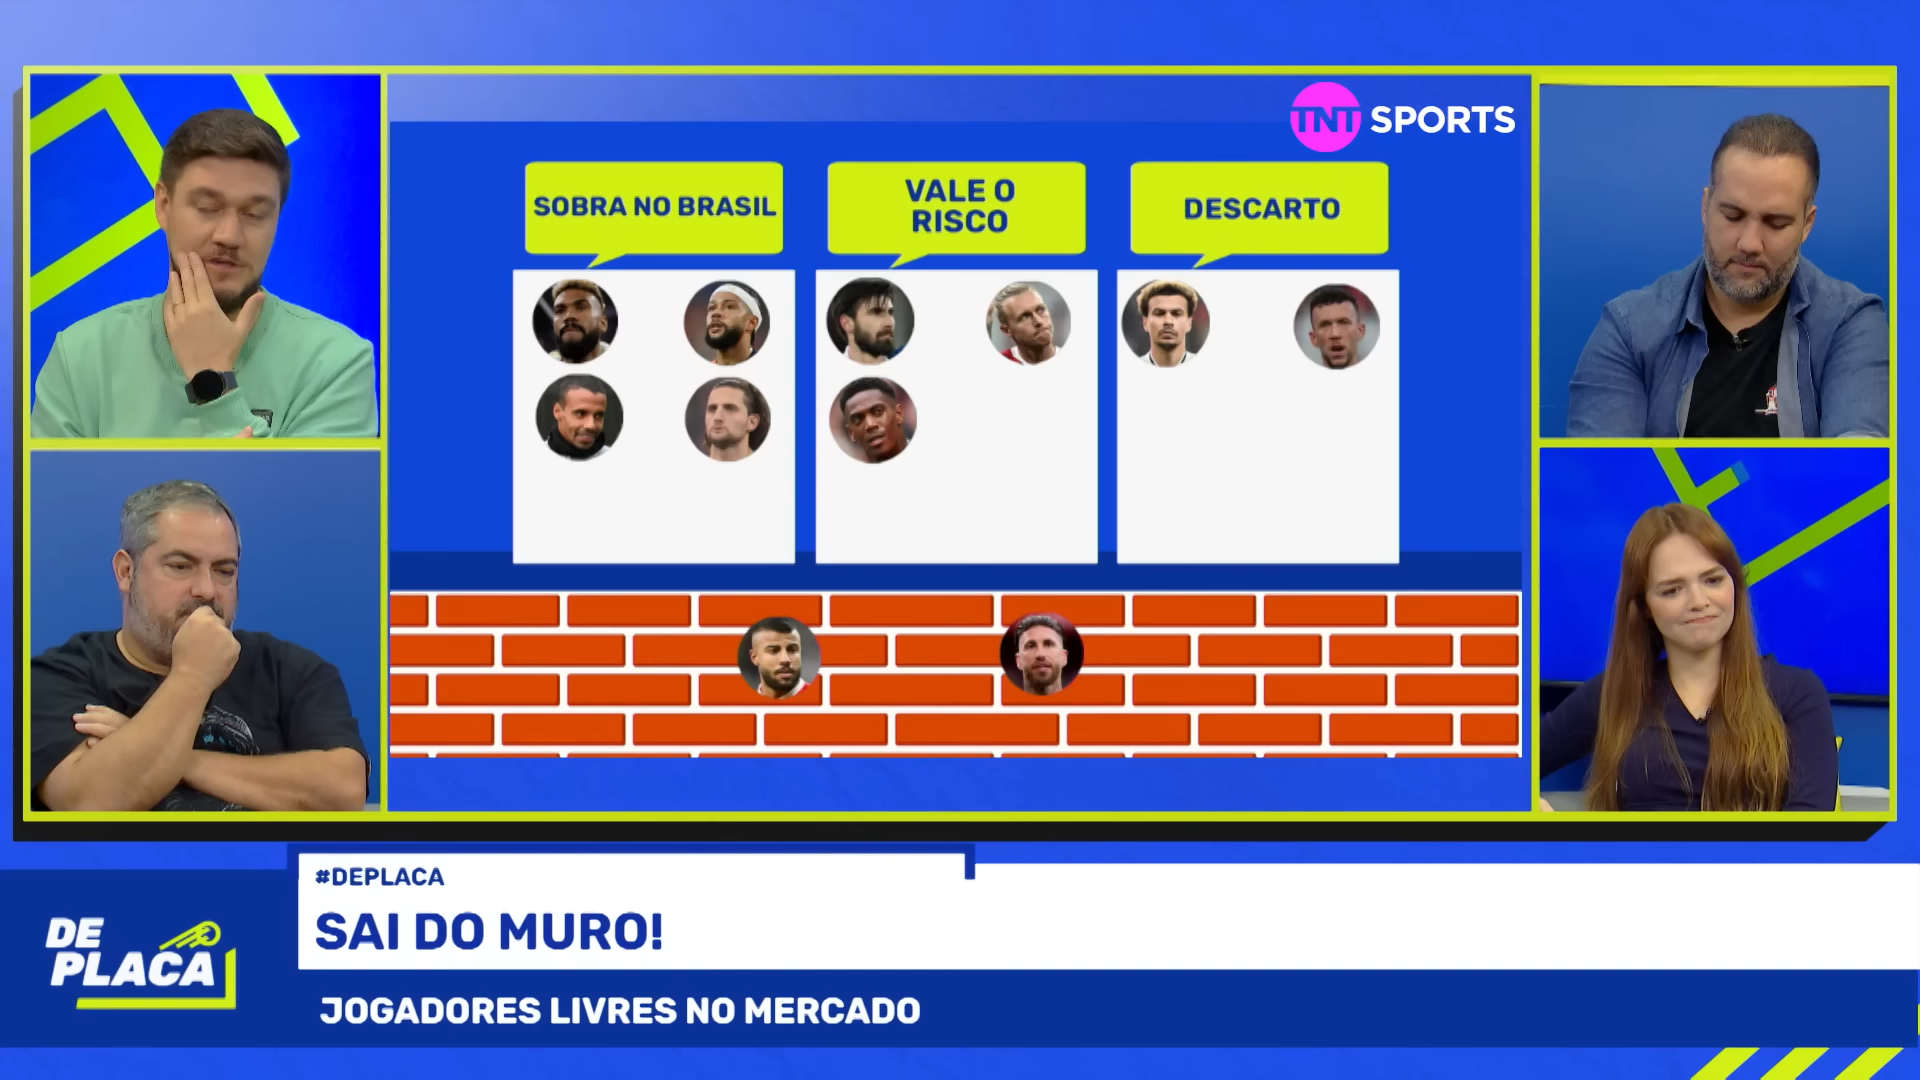 TNT SPORTS
SOBRA NO BRASIL
VALE O
RISCO
DESCARTO
#DEPLACA
SAI DO MURO!
DE
PLACA
JOGADORES LIVRES NO MERCADO